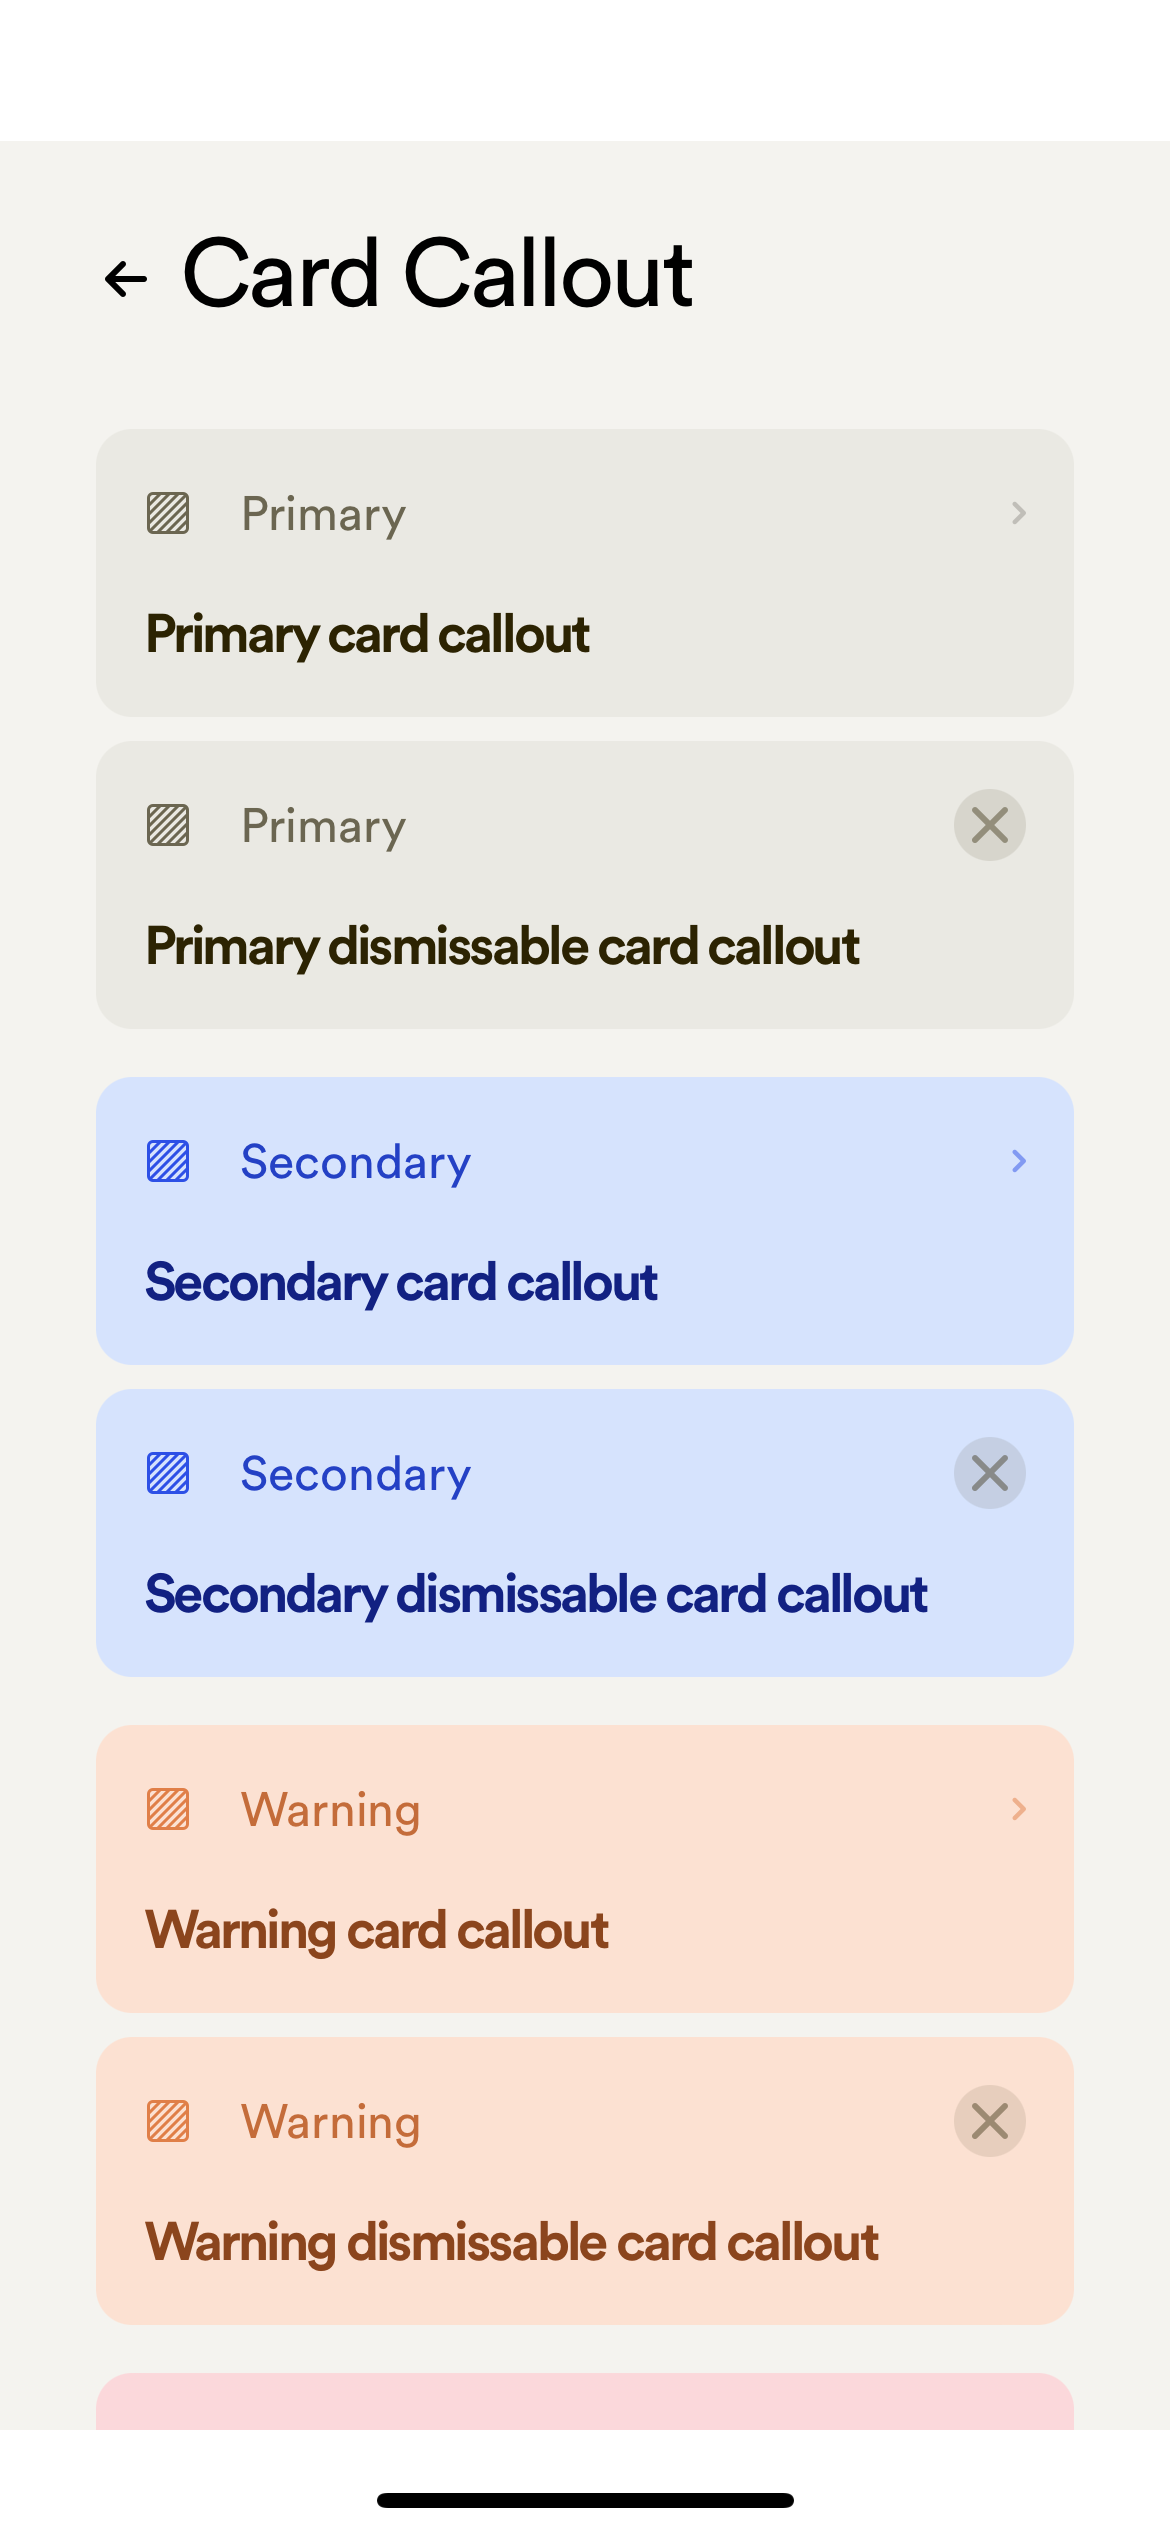 Card Callout
Primary
Primary card callout
Primary
Primary dismissable card callout
Secondary
Secondary card callout
Secondary
Secondary dismissable card callout
Warning
Warning card callout
Warning
Warning dismissable card callout